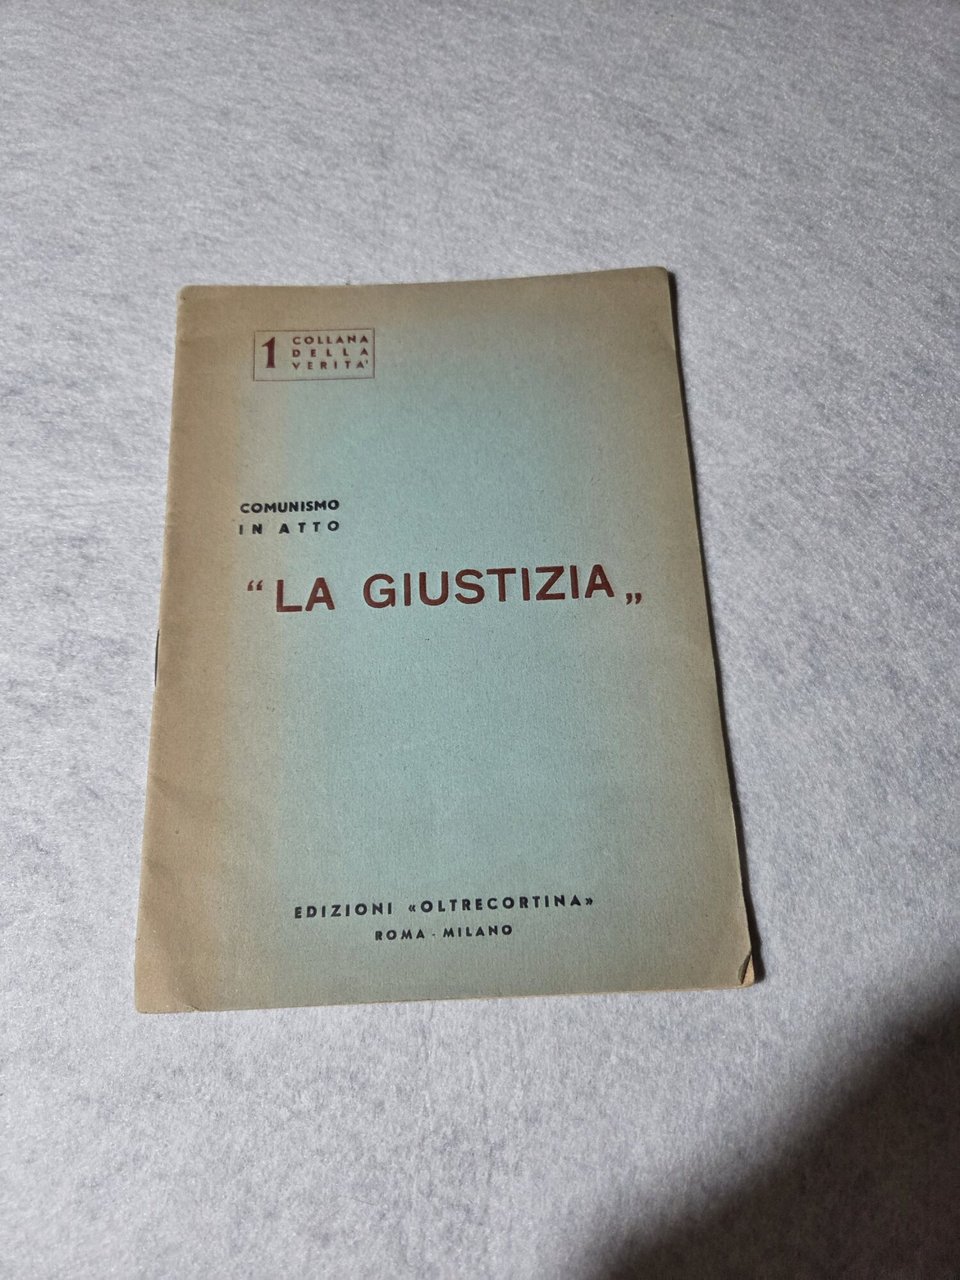 1
COLLANA
DELLA
VERITA'
COMUNISMO
IN ATTO
“LA GIUSTIZIA„
EDIZIONI «OLTRECORTINA»
ROMA - MILANO